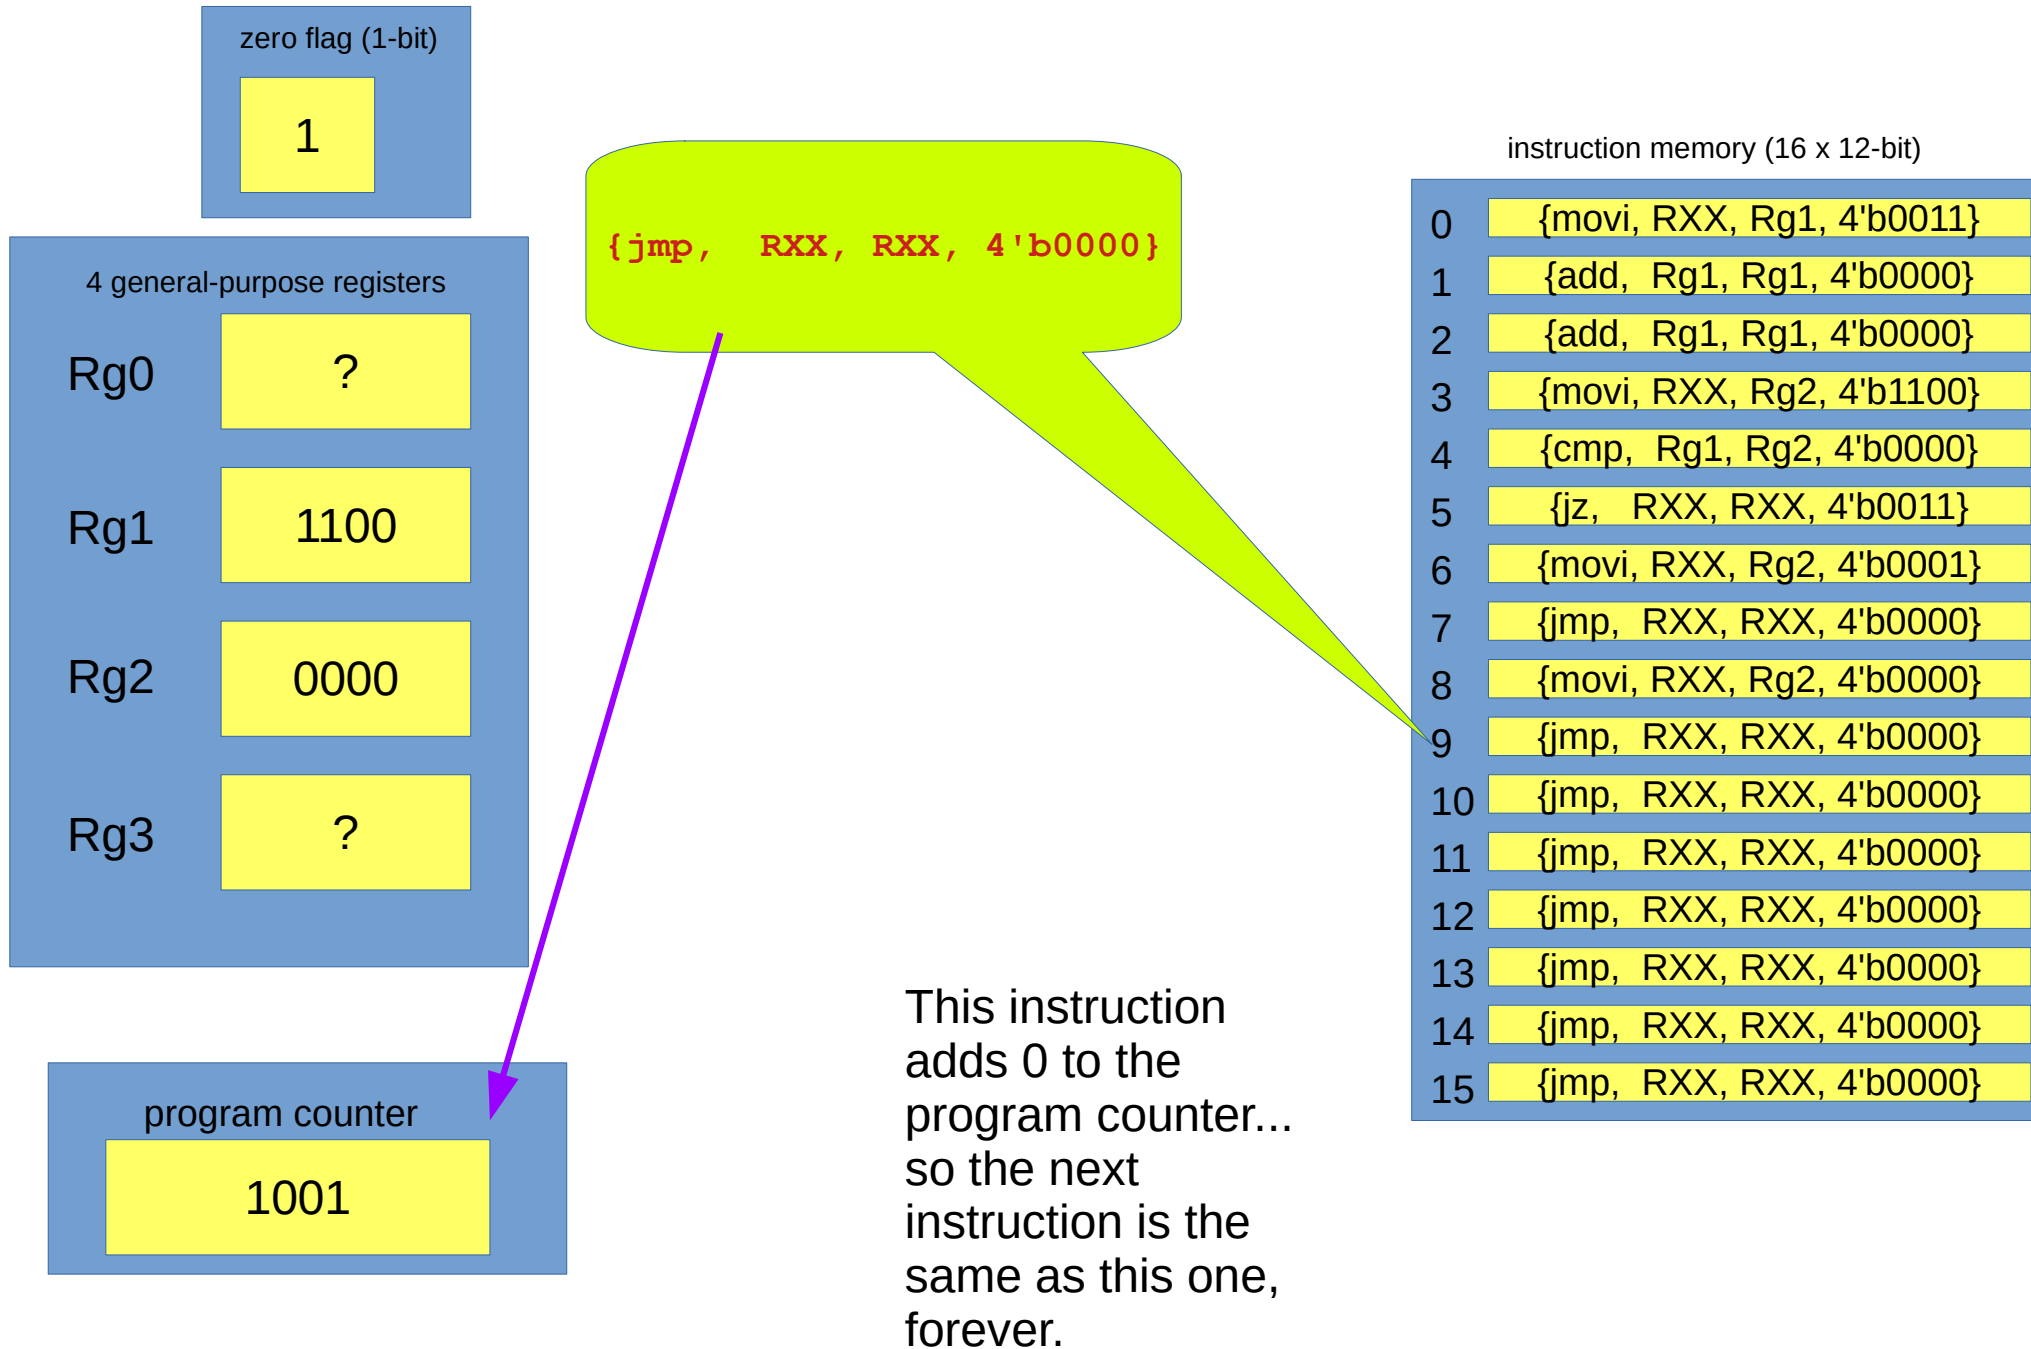 zero flag (1-bit)
1
4 general-purpose registers
Rg0 ?
Rg1 1100
Rg2 0000
Rg3 ?
program counter
1001
{jmp,  RXX, RXX, 4'b0000}
This instruction
adds 0 to the
program counter...
so the next
instruction is the
same as this one,
forever.
instruction memory (16 x 12-bit)
0 {movi, RXX, Rg1, 4'b0011}
1 {add,  Rg1, Rg1, 4'b0000}
2 {add,  Rg1, Rg1, 4'b0000}
3 {movi, RXX, Rg2, 4'b1100}
4 {cmp,  Rg1, Rg2, 4'b0000}
5 {jz,   RXX, RXX, 4'b0011}
6 {movi, RXX, Rg2, 4'b0001}
7 {jmp,  RXX, RXX, 4'b0000}
8 {movi, RXX, Rg2, 4'b0000}
9 {jmp,  RXX, RXX, 4'b0000}
10 {jmp,  RXX, RXX, 4'b0000}
11 {jmp,  RXX, RXX, 4'b0000}
12 {jmp,  RXX, RXX, 4'b0000}
13 {jmp,  RXX, RXX, 4'b0000}
14 {jmp,  RXX, RXX, 4'b0000}
15 {jmp,  RXX, RXX, 4'b0000}